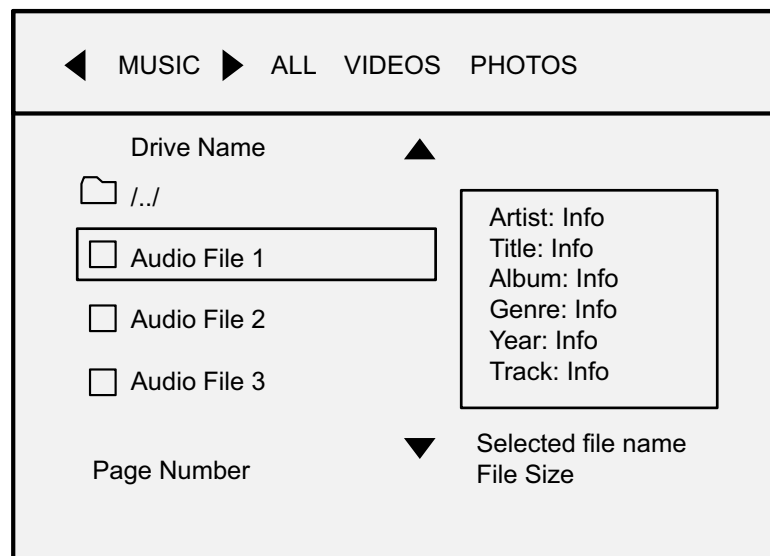 MUSIC ALL VIDEOS PHOTOS
Drive Name
/../
Audio File 1
Audio File 2
Audio File 3
Page Number
Artist: Info
Title: Info
Album: Info
Genre: Info
Year: Info
Track: Info
Selected file name
File Size